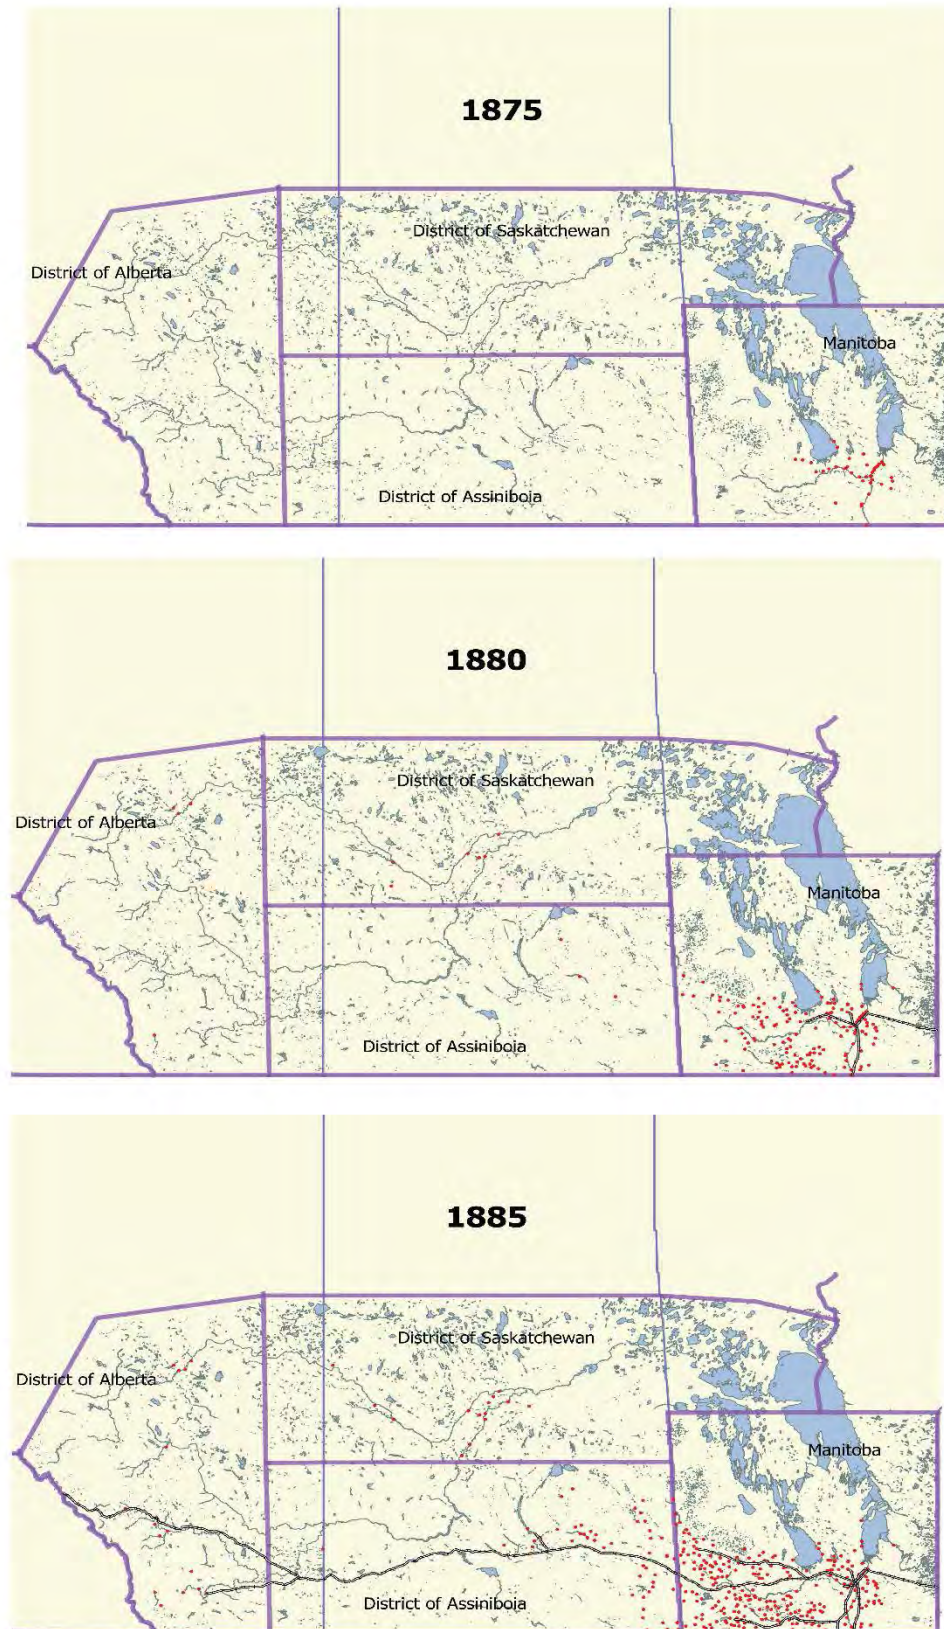 1875
District of Saskatchewan
District of Alberta
Manitoba
District of Assiniboia
1880
District of Saskatchewan
District of Alberta
Manitoba
District of Assiniboia
1885
District of Saskatchewan
District of Alberta
Manitoba
District of Assiniboia